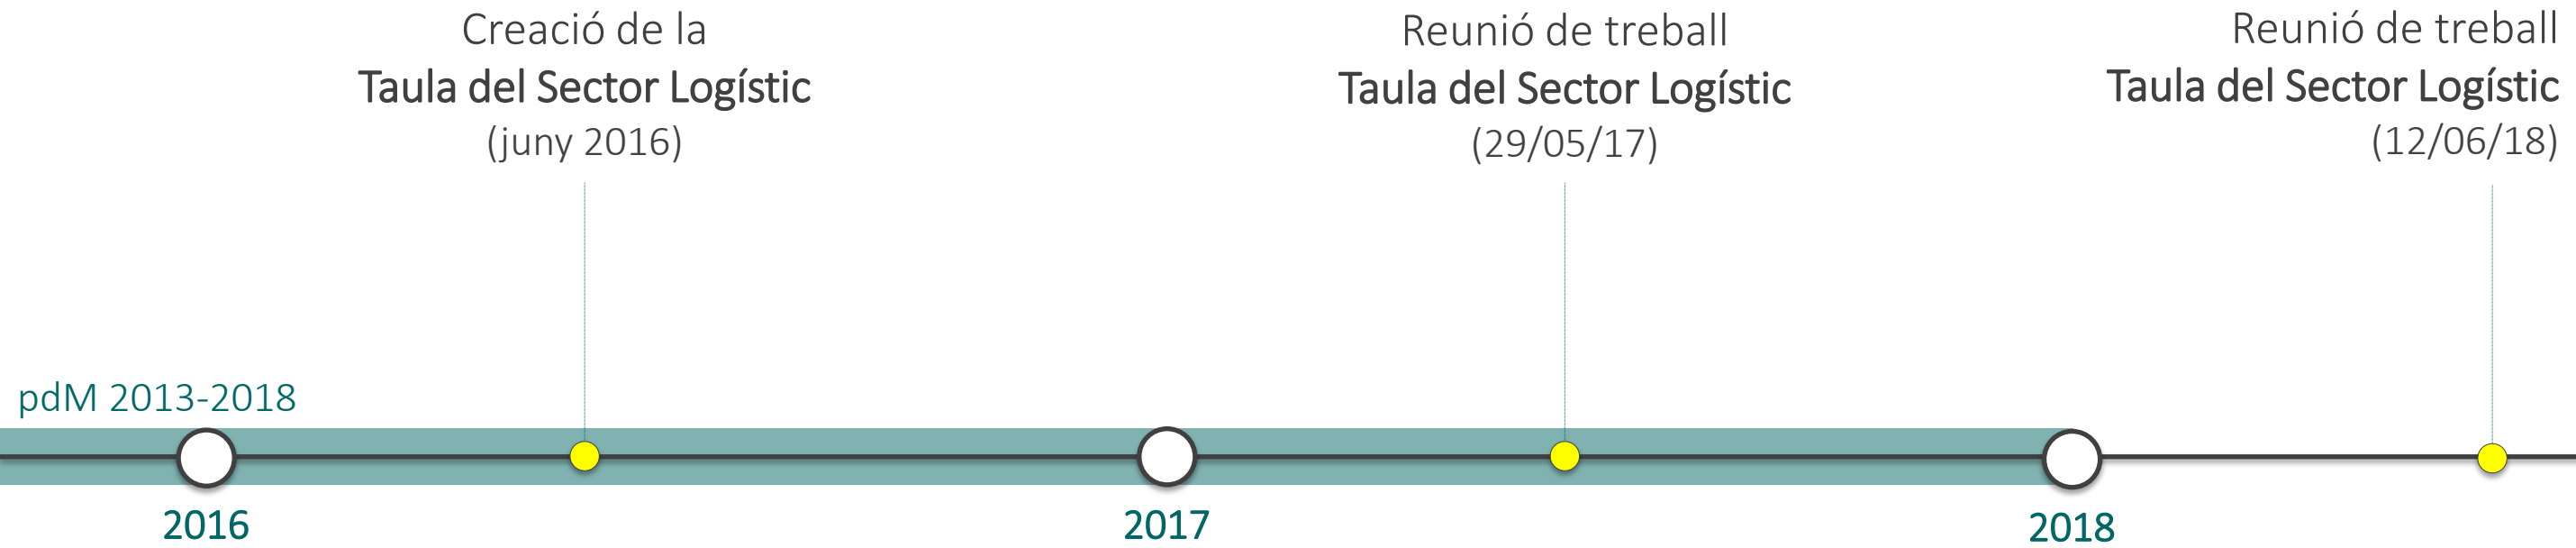 Creació de la
Taula del Sector Logístic
(juny 2016)
Reunió de treball
Taula del Sector Logístic
(29/05/17)
Reunió de treball
Taula del Sector Logístic
(12/06/18)
pdM 2013-2018
2016
2017
2018